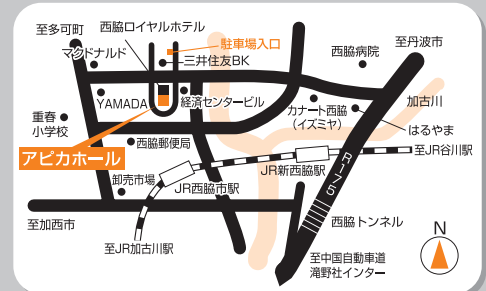 至多可町
西脇ロイヤルホテル
駐車場入口
至丹波市
マクドナルド
三井住友BK
西脇病院
YAMADA
経済センタービル
カナート西脇
(イズミヤ)
加古川
重春
小学校
はるやま
西脇郵便局
アピカホール
至JR谷川駅
卸売市場
JR西脇市駅
JR新西脇駅
R175
至加西市
西脇トンネル
至JR加古川駅
至中国自動車道
滝野社インター
N